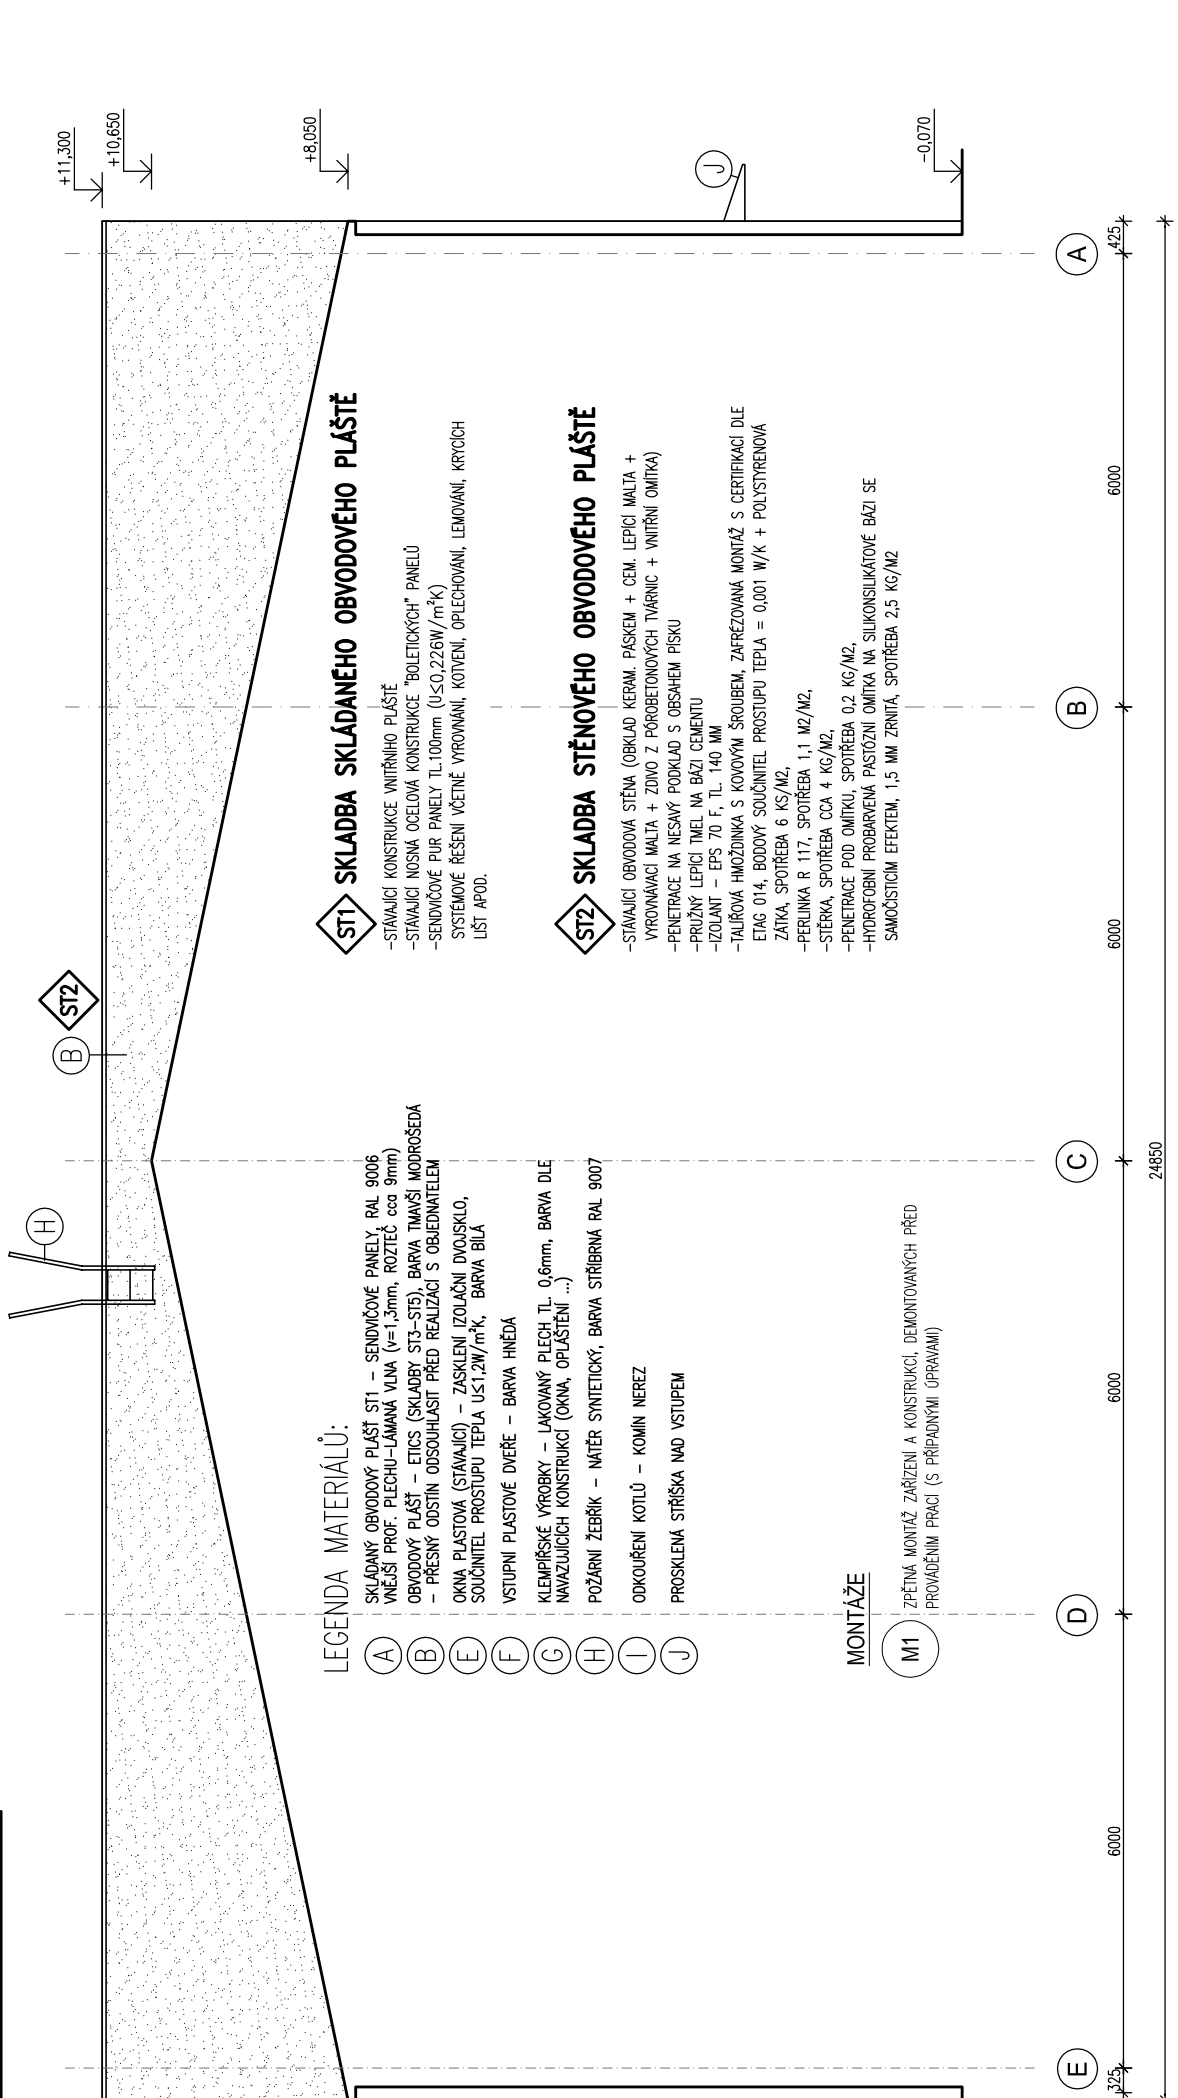 +11,300
+10,650
+8,050
-0,070
H
B
ST2
J
LEGENDA MATERIÁLŮ:
A
SKLÁDANÝ OBVODOVÝ PLÁŠŤ ST1 – SENDVIČOVÉ PANELY, RAL 9006
VNĚJŠÍ PROF. PLECHU-LÁMANÁ VLNA (v=1,3mm, ROZTEČ cca 9mm)
B
OBVODOVÝ PLÁŠŤ – ETICS (SKLADBY ST3-ST5), BARVA TMAVŠÍ MODROŠEDÁ
– PŘESNÝ ODSTÍN ODSOUHLASIT PŘED REALIZACÍ S OBJEDNATELEM
E
OKNA PLASTOVÁ (STÁVAJÍCÍ) – ZASKLENÍ IZOLAČNÍ DVOJSKLO,
SOUČINITEL PROSTUPU TEPLA U≤1,2W/m²K, BARVA BÍLÁ
F
VSTUPNÍ PLASTOVÉ DVEŘE – BARVA HNĚDÁ
G
KLEMPÍŘSKÉ VÝROBKY – LAKOVANÝ PLECH TL. 0,6mm, BARVA DLE
NAVAZUJÍCÍCH KONSTRUKCÍ (OKNA, OPLÁŠTĚNÍ ...)
H
POŽÁRNÍ ŽEBŘÍK – NÁTĚR SYNTETICKÝ, BARVA STŘÍBRNÁ RAL 9007
I
ODKOUŘENÍ KOTLŮ – KOMÍN NEREZ
J
PROSKLENÁ STŘÍŠKA NAD VSTUPEM
MONTÁŽE
M1
ZPĚTNÁ MONTÁŽ ZAŘÍZENÍ A KONSTRUKCÍ, DEMONTOVANÝCH PŘED
PROVÁDĚNÍM PRACÍ (S PŘÍPADNÝMI ÚPRAVAMI)
ST1 SKLADBA SKLÁDANÉHO OBVODOVÉHO PLÁŠTĚ
-STÁVAJÍCÍ KONSTRUKCE VNITŘNÍHO PLÁŠTĚ
-STÁVAJÍCÍ NOSNÁ OCELOVÁ KONSTRUKCE "BOLETICKÝCH" PANELŮ
-SENDVIČOVÉ PUR PANELY TL.100mm (U≤0,226W/m²K)
SYSTÉMOVÉ ŘEŠENÍ VČETNĚ VYROVNÁNÍ, KOTVENÍ, OPLECHOVÁNÍ, LEMOVÁNÍ, KRYCÍCH
LIŠT APOD.
ST2 SKLADBA STĚNOVÉHO OBVODOVÉHO PLÁŠTĚ
-STÁVAJÍCÍ OBVODOVÁ STĚNA (OBKLAD KERAM. PÁSKEM + CEM. LEPÍCÍ MALTA +
VYROVNÁVACÍ MALTA + ZDIVO Z PÓROBETONOVÝCH TVÁRNIC + VNITŘNÍ OMÍTKA)
-PENETRACE NA NESAVÝ PODKLAD S OBSAHEM PÍSKU
-PRUŽNÝ LEPÍCÍ TMEL NA BÁZI CEMENTU
-IZOLANT – EPS 70 F, TL. 140 MM
-TALÍŘOVÁ HMOŽDINKA S KOVOVÝM ŠROUBEM, ZAFRÉZOVANÁ MONTÁŽ S CERTIFIKACÍ DLE
ETAG 014, BODOVÝ SOUČINITEL PROSTUPU TEPLA = 0,001 W/K + POLYSTYRENOVÁ
ZÁTKA, SPOTŘEBA 6 KS/M2,
-PERLINKA R 117, SPOTŘEBA 1,1 M2/M2,
-STĚRKA, SPOTŘEBA CCA 4 KG/M2,
-PENETRACE POD OMÍTKU, SPOTŘEBA 0,2 KG/M2,
-HYDROFOBNÍ PROBARVENÁ PASTÓZNÍ OMÍTKA NA SILIKONSILIKÁTOVÉ BÁZI SE
SAMOČISTICÍM EFEKTEM, 1,5 MM ZRNITÁ, SPOTŘEBA 2,5 KG/M2
E
D
C
B
A
325
6000
6000
6000
6000
425
24850